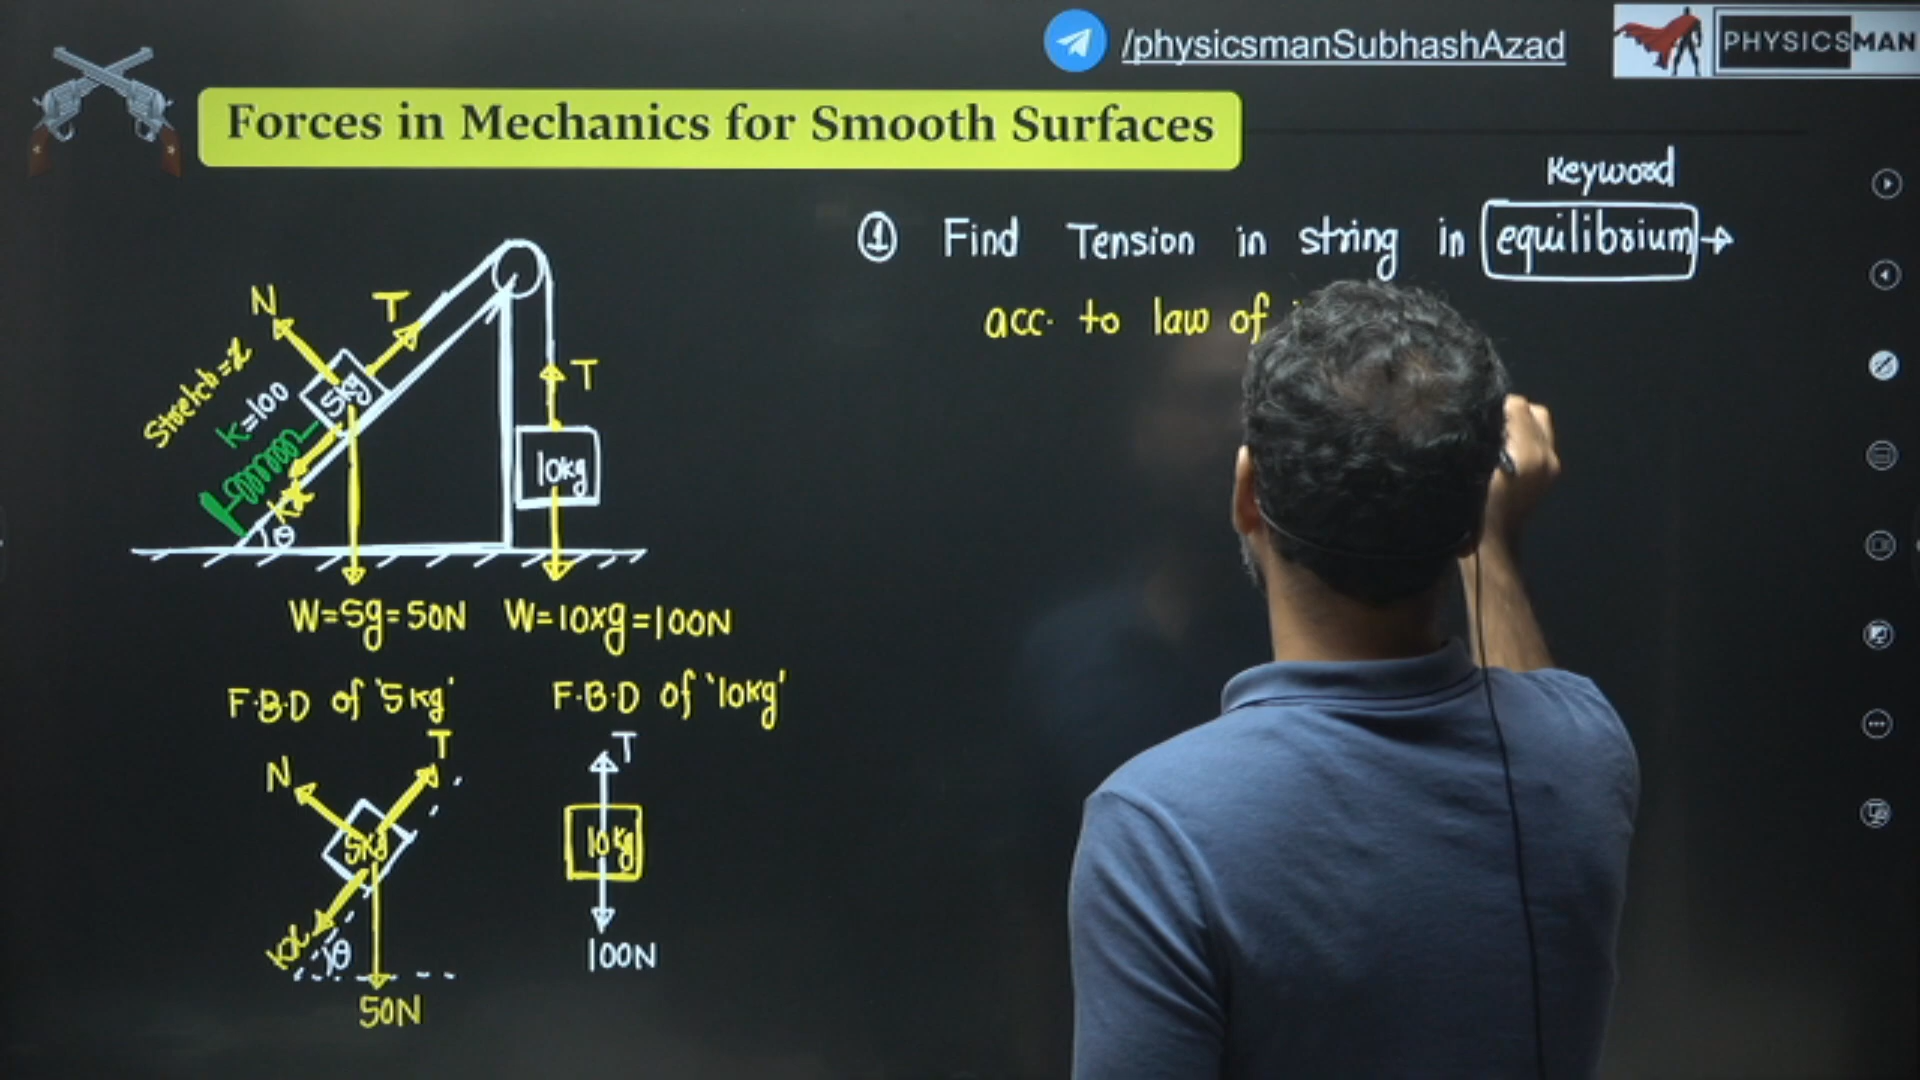 /physicsmanSubhashAzad
PHYSICSMAN
Forces in Mechanics for Smooth Surfaces
Keyword
① Find Tension in string in equilibrium →
acc. to law of
N
T
Stretch=x
K=100
5kg
T
10kg
Kx
θ
W=5g=50N W=10xg=100N
F.B.D of '5kg' F.B.D of '10kg'
T
T
N
5kg
10kg
Kx
θ
100N
50N